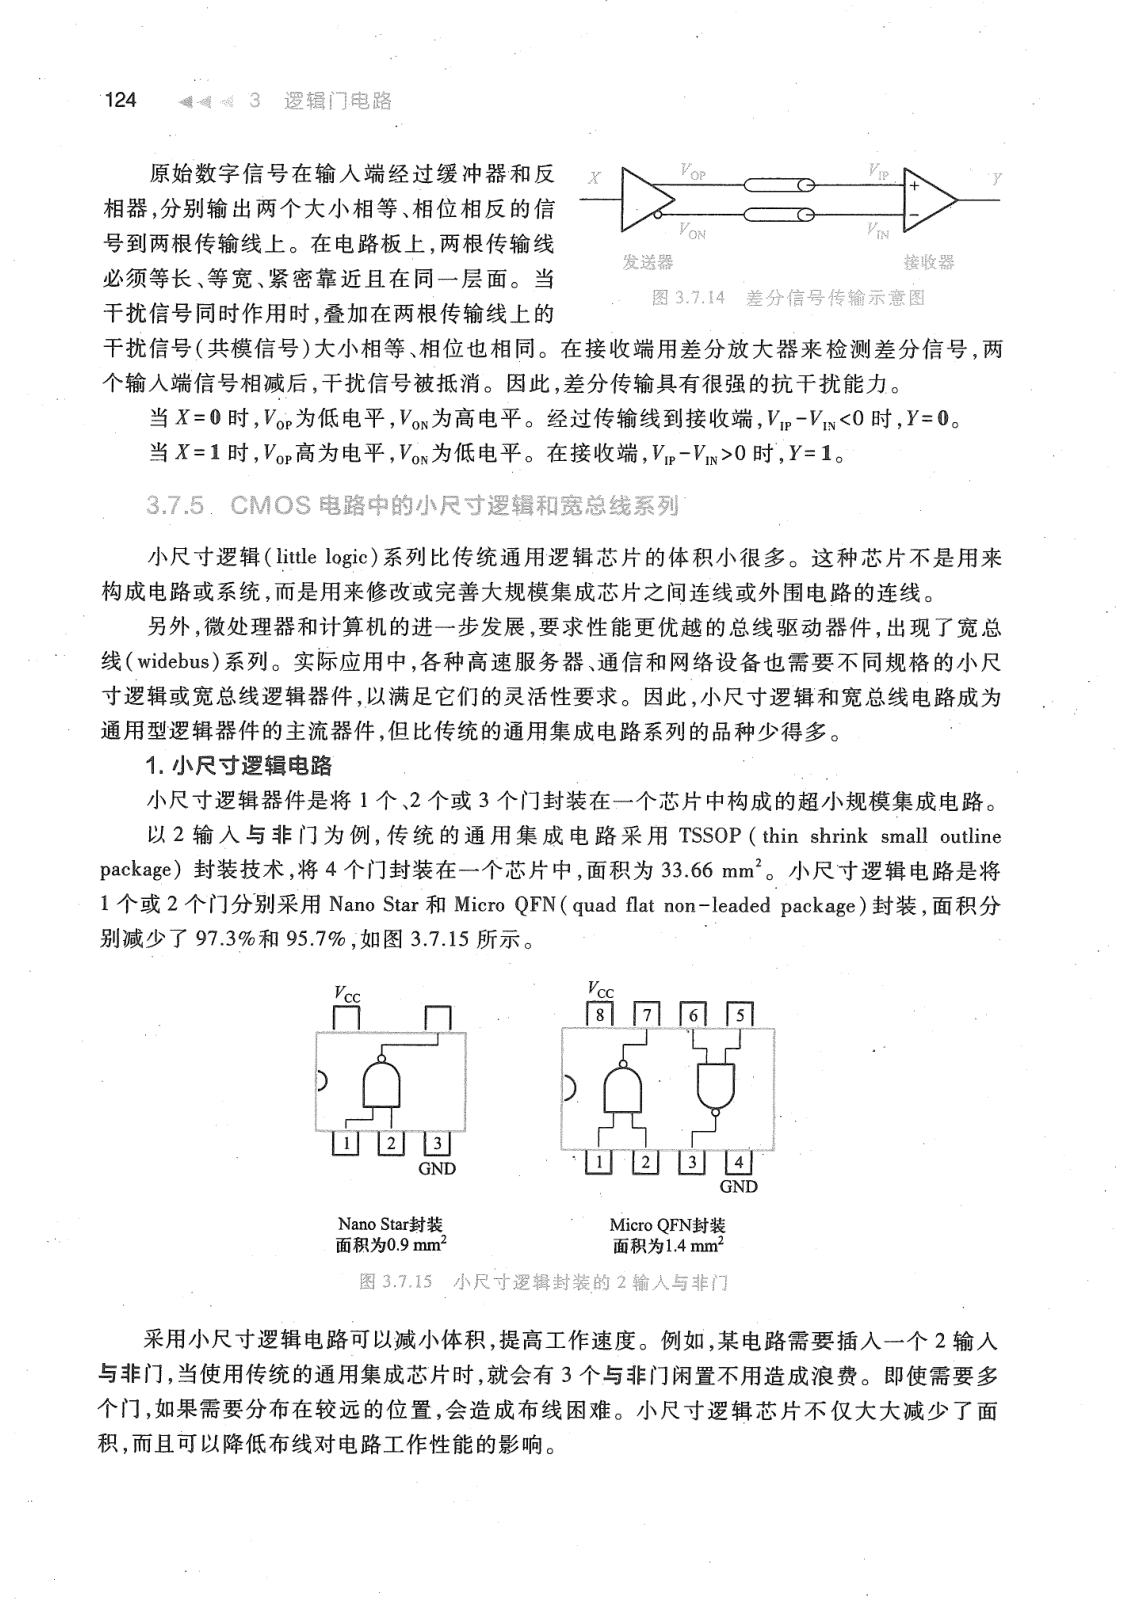 124 3 逻辑门电路
原始数字信号在输入端经过缓冲器和反
相器,分别输出两个大小相等、相位相反的信
号到两根传输线上。在电路板上,两根传输线
必须等长、等宽、紧密靠近且在同一层面。当
干扰信号同时作用时,叠加在两根传输线上的
X
V_OP
V_ON
V_IP
V_IN
+
-
Y
发送器 接收器
图 3.7.14 差分信号传输示意图
干扰信号(共模信号)大小相等、相位也相同。在接收端用差分放大器来检测差分信号,两
个输入端信号相减后,干扰信号被抵消。因此,差分传输具有很强的抗干扰能力。
当 X=0 时,V_OP为低电平,V_ON为高电平。经过传输线到接收端,V_IP-V_IN<0 时,Y=0。
当 X=1 时,V_OP高为电平,V_ON为低电平。在接收端,V_IP-V_IN>0 时,Y=1。
3.7.5 CMOS 电路中的小尺寸逻辑和宽总线系列
小尺寸逻辑(little logic)系列比传统通用逻辑芯片的体积小很多。这种芯片不是用来
构成电路或系统,而是用来修改或完善大规模集成芯片之间连线或外围电路的连线。
另外,微处理器和计算机的进一步发展,要求性能更优越的总线驱动器件,出现了宽总
线(widebus)系列。实际应用中,各种高速服务器、通信和网络设备也需要不同规格的小尺
寸逻辑或宽总线逻辑器件,以满足它们的灵活性要求。因此,小尺寸逻辑和宽总线电路成为
通用型逻辑器件的主流器件,但比传统的通用集成电路系列的品种少得多。
1. 小尺寸逻辑电路
小尺寸逻辑器件是将 1 个、2 个或 3 个门封装在一个芯片中构成的超小规模集成电路。
以 2 输入与非门为例,传统的通用集成电路采用 TSSOP(thin shrink small outline
package)封装技术,将 4 个门封装在一个芯片中,面积为 33.66 mm²。小尺寸逻辑电路是将
1 个或 2 个门分别采用 Nano Star 和 Micro QFN(quad flat non-leaded package)封装,面积分
别减少了 97.3%和 95.7%,如图 3.7.15 所示。
V_CC
1 2 3
GND
Nano Star封装
面积为0.9 mm²
V_CC
8 7 6 5
1 2 3 4
GND
Micro QFN封装
面积为1.4 mm²
图 3.7.15 小尺寸逻辑封装的 2 输入与非门
采用小尺寸逻辑电路可以减小体积,提高工作速度。例如,某电路需要插入一个 2 输入
与非门,当使用传统的通用集成芯片时,就会有 3 个与非门闲置不用造成浪费。即使需要多
个门,如果需要分布在较远的位置,会造成布线困难。小尺寸逻辑芯片不仅大大减少了面
积,而且可以降低布线对电路工作性能的影响。